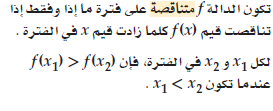 تكون الدالة f متناقصة على فترة ما إذا وفقط إذا
تناقصت قيم f(x) كلما زادت قيم x في الفترة .
لكل x₁ و x₂ في الفترة، فإن f(x₁) > f(x₂)
عندما تكون x₁ < x₂ .